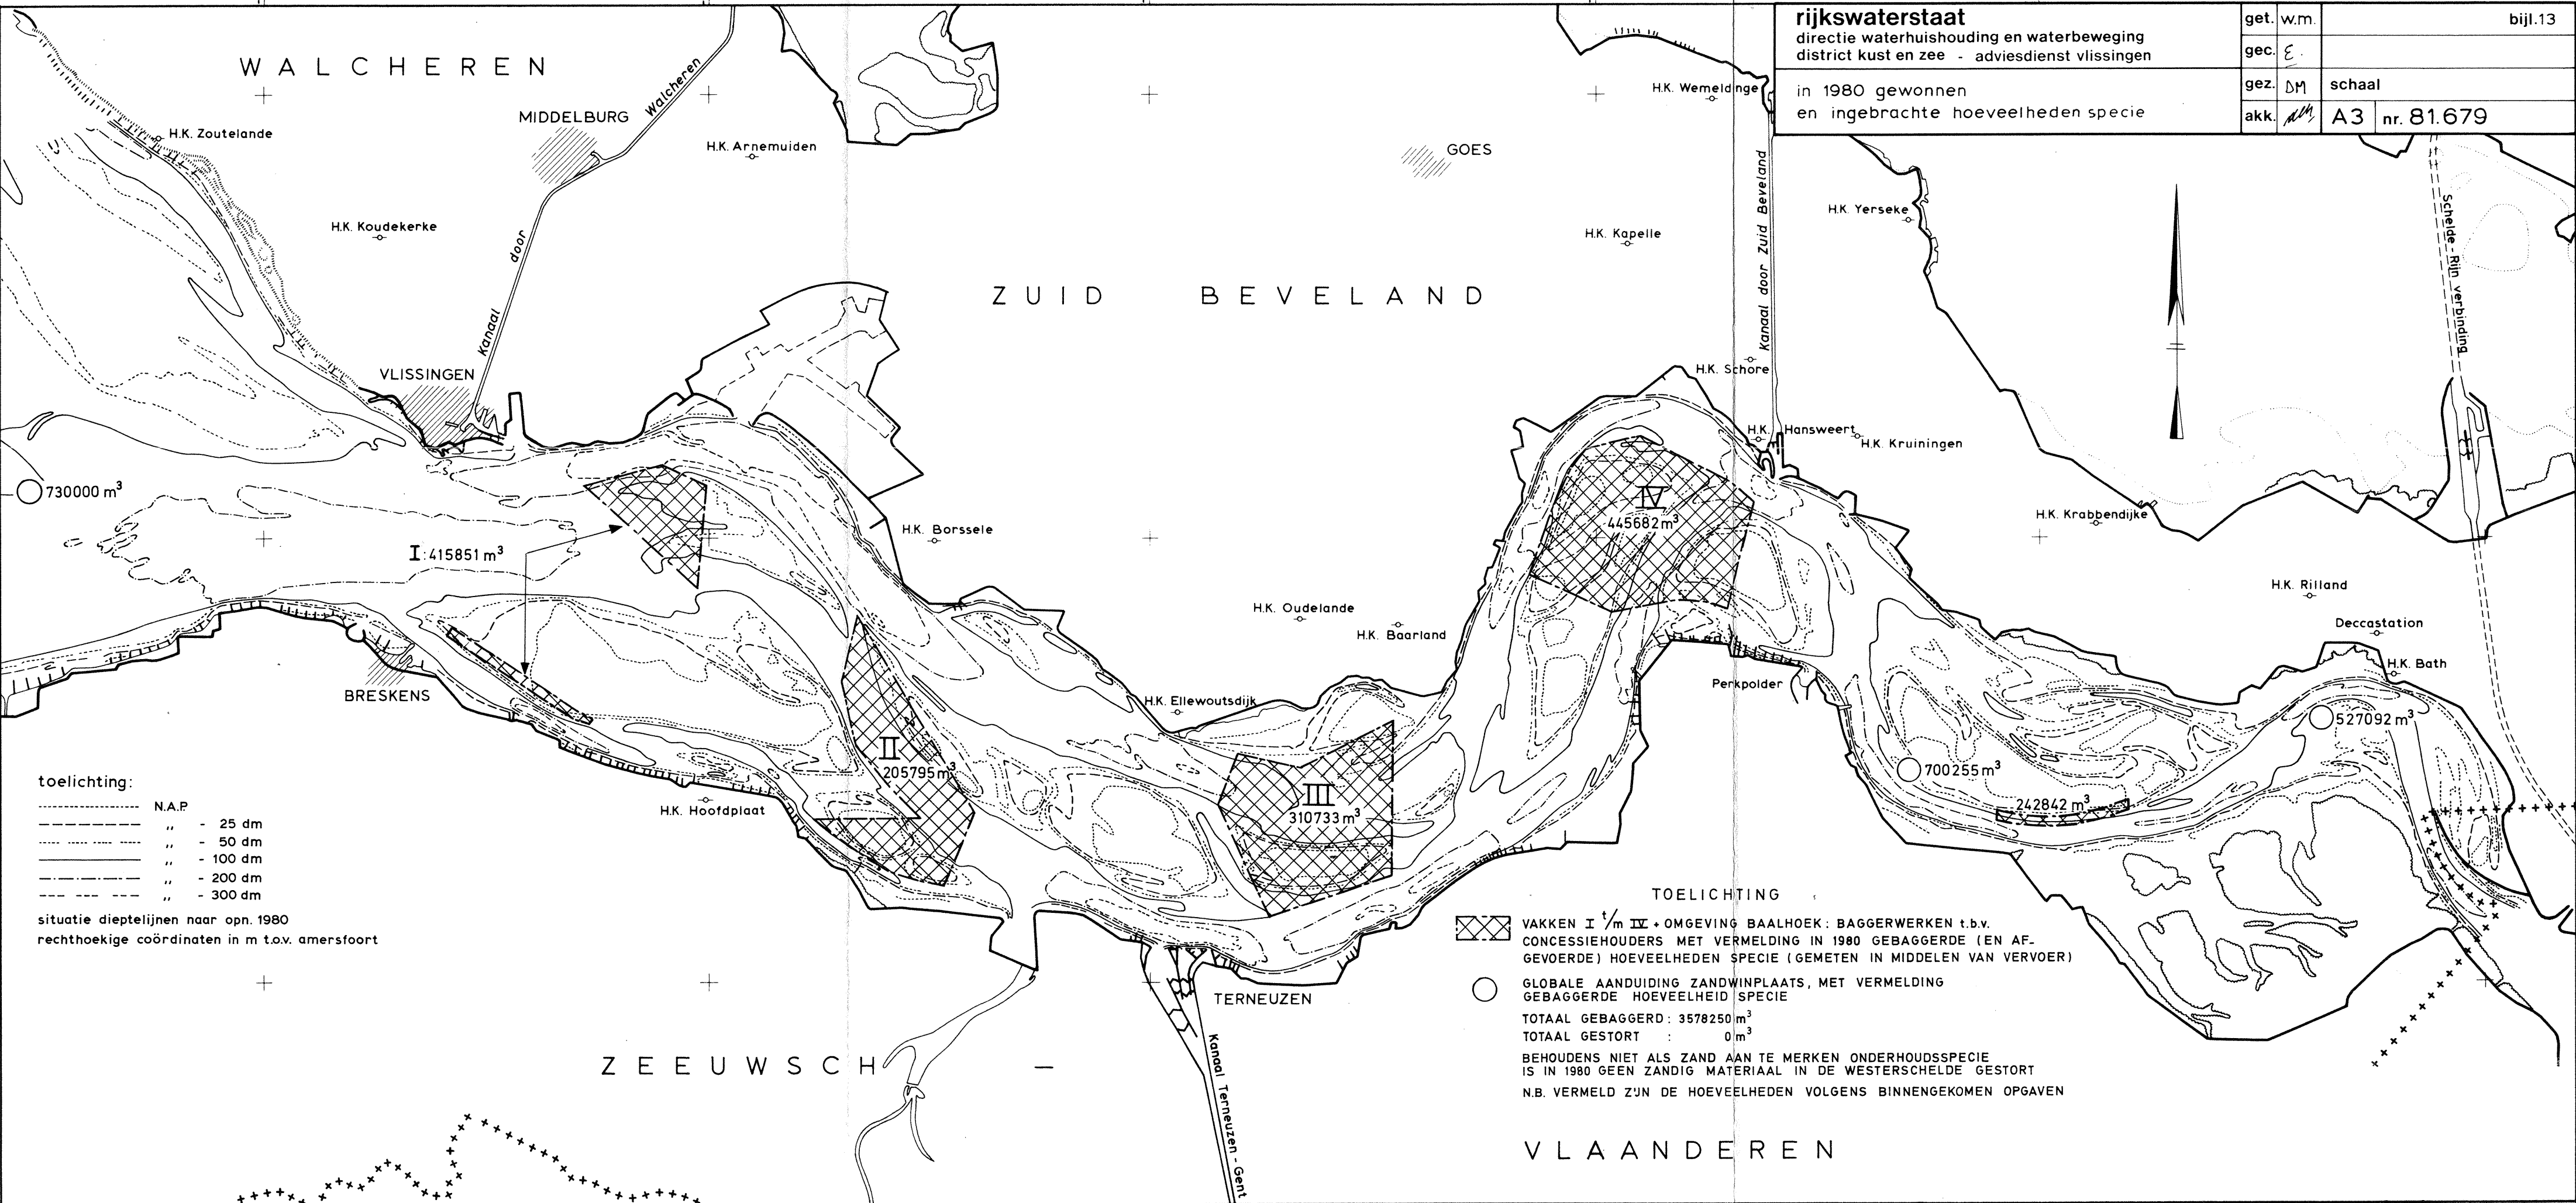 rijkswaterstaat
directie waterhuishouding en waterbeweging
district kust en zee - adviesdienst vlissingen
in 1980 gewonnen
en ingebrachte hoeveelheden specie
get. w.m.
bijl.13
gec. E.
gez. DM
schaal
akk.
A3 nr. 81.679
WALCHEREN
MIDDELBURG
H.K. Zoutelande
H.K. Koudekerke
H.K. Arnemuiden
Kanaal door Walcheren
VLISSINGEN
GOES
H.K. Wemeldinge
H.K. Kapelle
H.K. Yerseke
ZUID BEVELAND
Kanaal door Zuid Beveland
Schelde - Rijn verbinding
H.K. Schore
H.K. Hansweert
H.K. Kruiningen
H.K. Krabbendijke
H.K. Rilland
Deccastation
H.K. Bath
730000 m³
I: 415851 m³
H.K. Borssele
IV
445682 m³
H.K. Oudelande
H.K. Baarland
BRESKENS
H.K. Ellewoutsdijk
Perkpolder
II
205795 m³
III
310733 m³
527092 m³
700255 m³
242842 m³
H.K. Hoofdplaat
TERNEUZEN
Kanaal Terneuzen - Gent
ZEEUWSCH -
VLAANDEREN
toelichting:
N.A.P.
,, - 25 dm
,, - 50 dm
,, - 100 dm
,, - 200 dm
,, - 300 dm
situatie dieptelijnen naar opn. 1980
rechthoekige coördinaten in m t.o.v. amersfoort
TOELICHTING
VAKKEN I t/m IV + OMGEVING BAALHOEK: BAGGERWERKEN t.b.v.
CONCESSIEHOUDERS MET VERMELDING IN 1980 GEBAGGERDE (EN AF-
GEVOERDE) HOEVEELHEDEN SPECIE (GEMETEN IN MIDDELEN VAN VERVOER)
GLOBALE AANDUIDING ZANDWINPLAATS, MET VERMELDING
GEBAGGERDE HOEVEELHEID SPECIE
TOTAAL GEBAGGERD: 3578250 m³
TOTAAL GESTORT : 0 m³
BEHOUDENS NIET ALS ZAND AAN TE MERKEN ONDERHOUDSSPECIE
IS IN 1980 GEEN ZANDIG MATERIAAL IN DE WESTERSCHELDE GESTORT
N.B. VERMELD ZIJN DE HOEVEELHEDEN VOLGENS BINNENGEKOMEN OPGAVEN